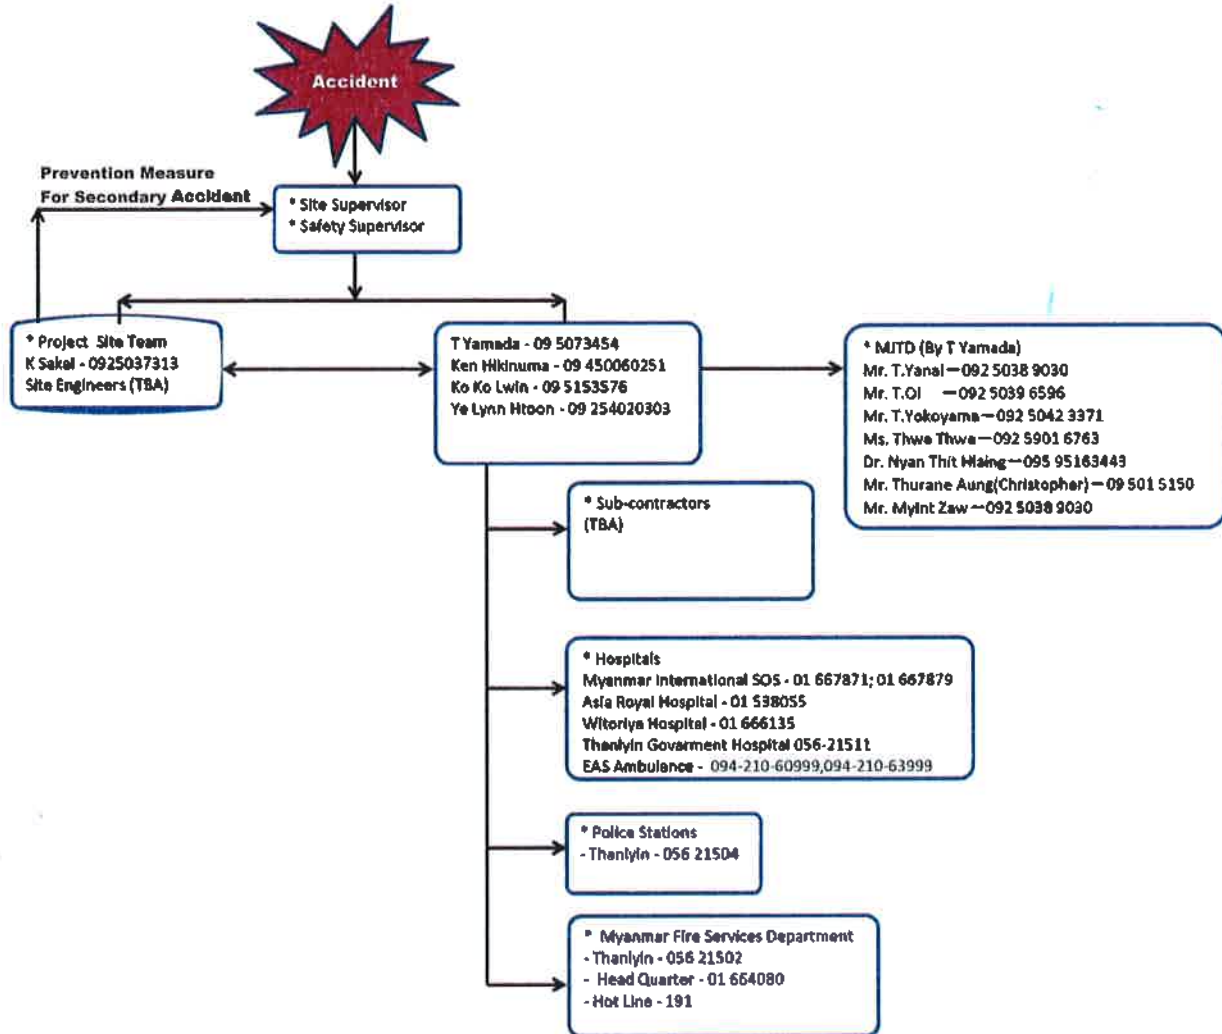 Accident
Prevention Measure
For Secondary Accident
* Site Supervisor
* Safety Supervisor
* Project Site Team
K Sakai - 0925037313
Site Engineers (TBA)
T Yamada - 09 5073454
Ken Hikinuma - 09 450060251
Ko Ko Lwin - 09 5153576
Ye Lynn Htoon - 09 254020303
* MJTD (By T Yamada)
Mr. T.Yanai—092 5038 9030
Mr. T.OI —092 5039 6596
Mr. T.Yokoyama—092 5042 3371
Ms. Thwe Thwe—092 5901 6763
Dr. Nyan Thit Hlaing—095 95163443
Mr. Thurane Aung(Christopher)—09 501 5150
Mr. Myint Zaw—092 5038 9030
* Sub-contractors
(TBA)
* Hospitals
Myanmar International SOS - 01 667871; 01 667879
Asia Royal Hospital - 01 538055
Witoriya Hospital - 01 666135
Thanlyin Govarment Hospital 056-21511
EAS Ambulance - 094-210-60999,094-210-63999
* Police Stations
- Thanlyin - 056 21504
* Myanmar Fire Services Department
- Thanlyin - 056 21502
- Head Quarter - 01 664080
- Hot Line - 191